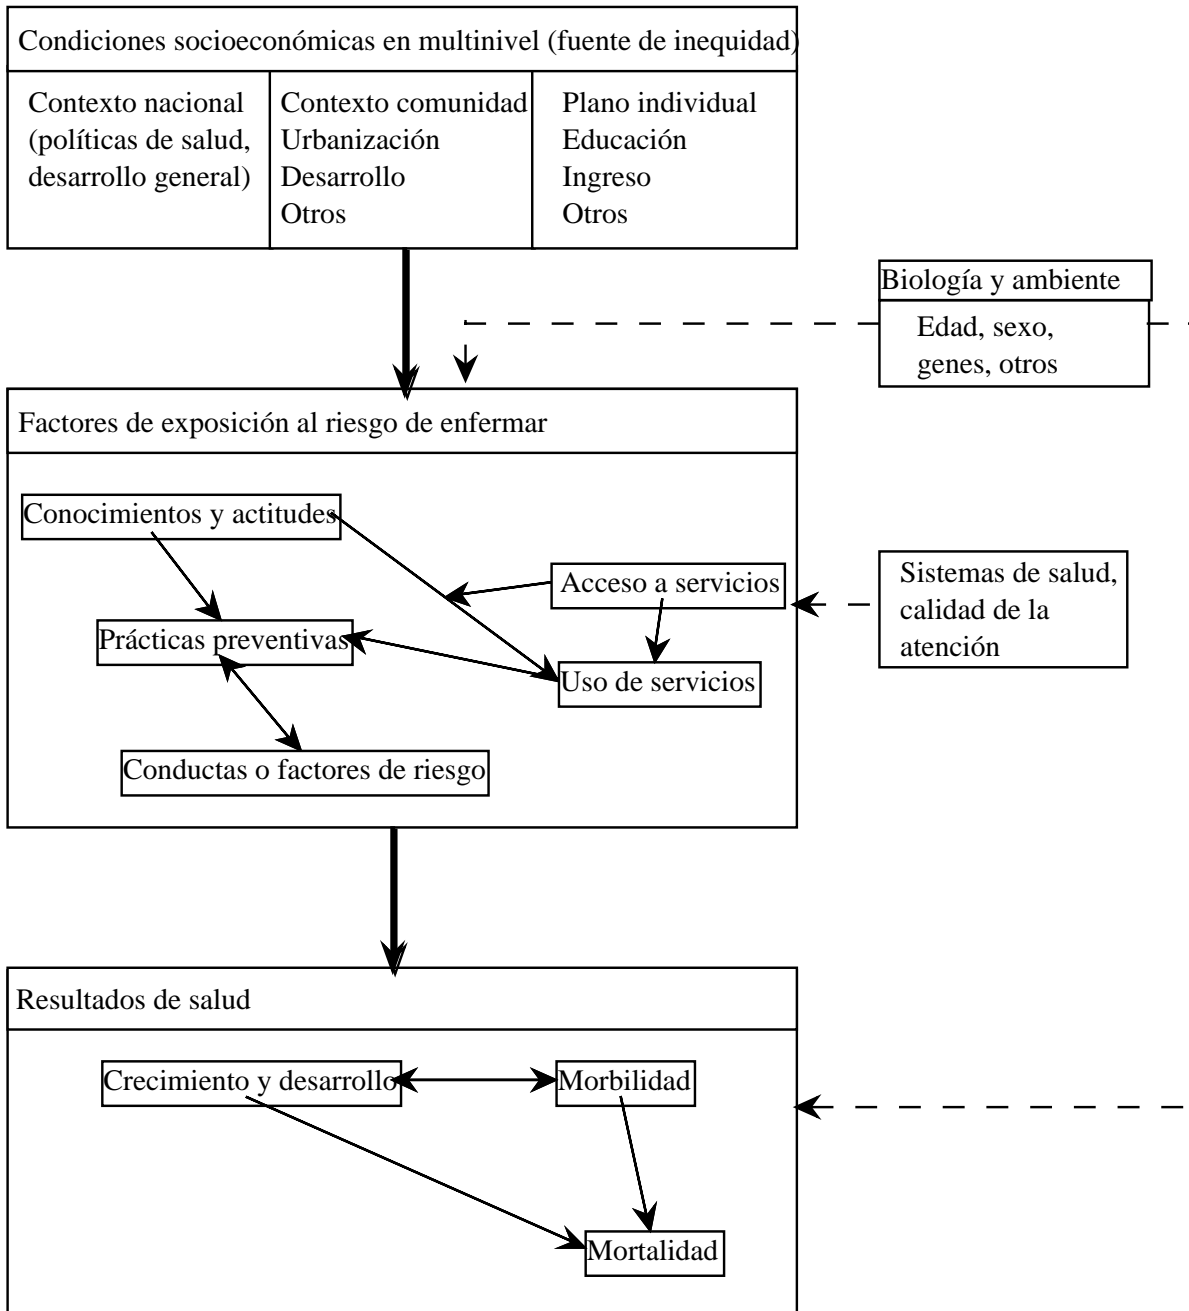 Condiciones socioeconómicas en multinivel (fuente de inequidad)
Contexto nacional
(políticas de salud,
desarrollo general)
Contexto comunidad
Urbanización
Desarrollo
Otros
Plano individual
Educación
Ingreso
Otros
Biología y ambiente
Edad, sexo,
genes, otros
Factores de exposición al riesgo de enfermar
Conocimientos y actitudes
Acceso a servicios
Prácticas preventivas
Uso de servicios
Conductas o factores de riesgo
Sistemas de salud,
calidad de la
atención
Resultados de salud
Crecimiento y desarrollo
Morbilidad
Mortalidad